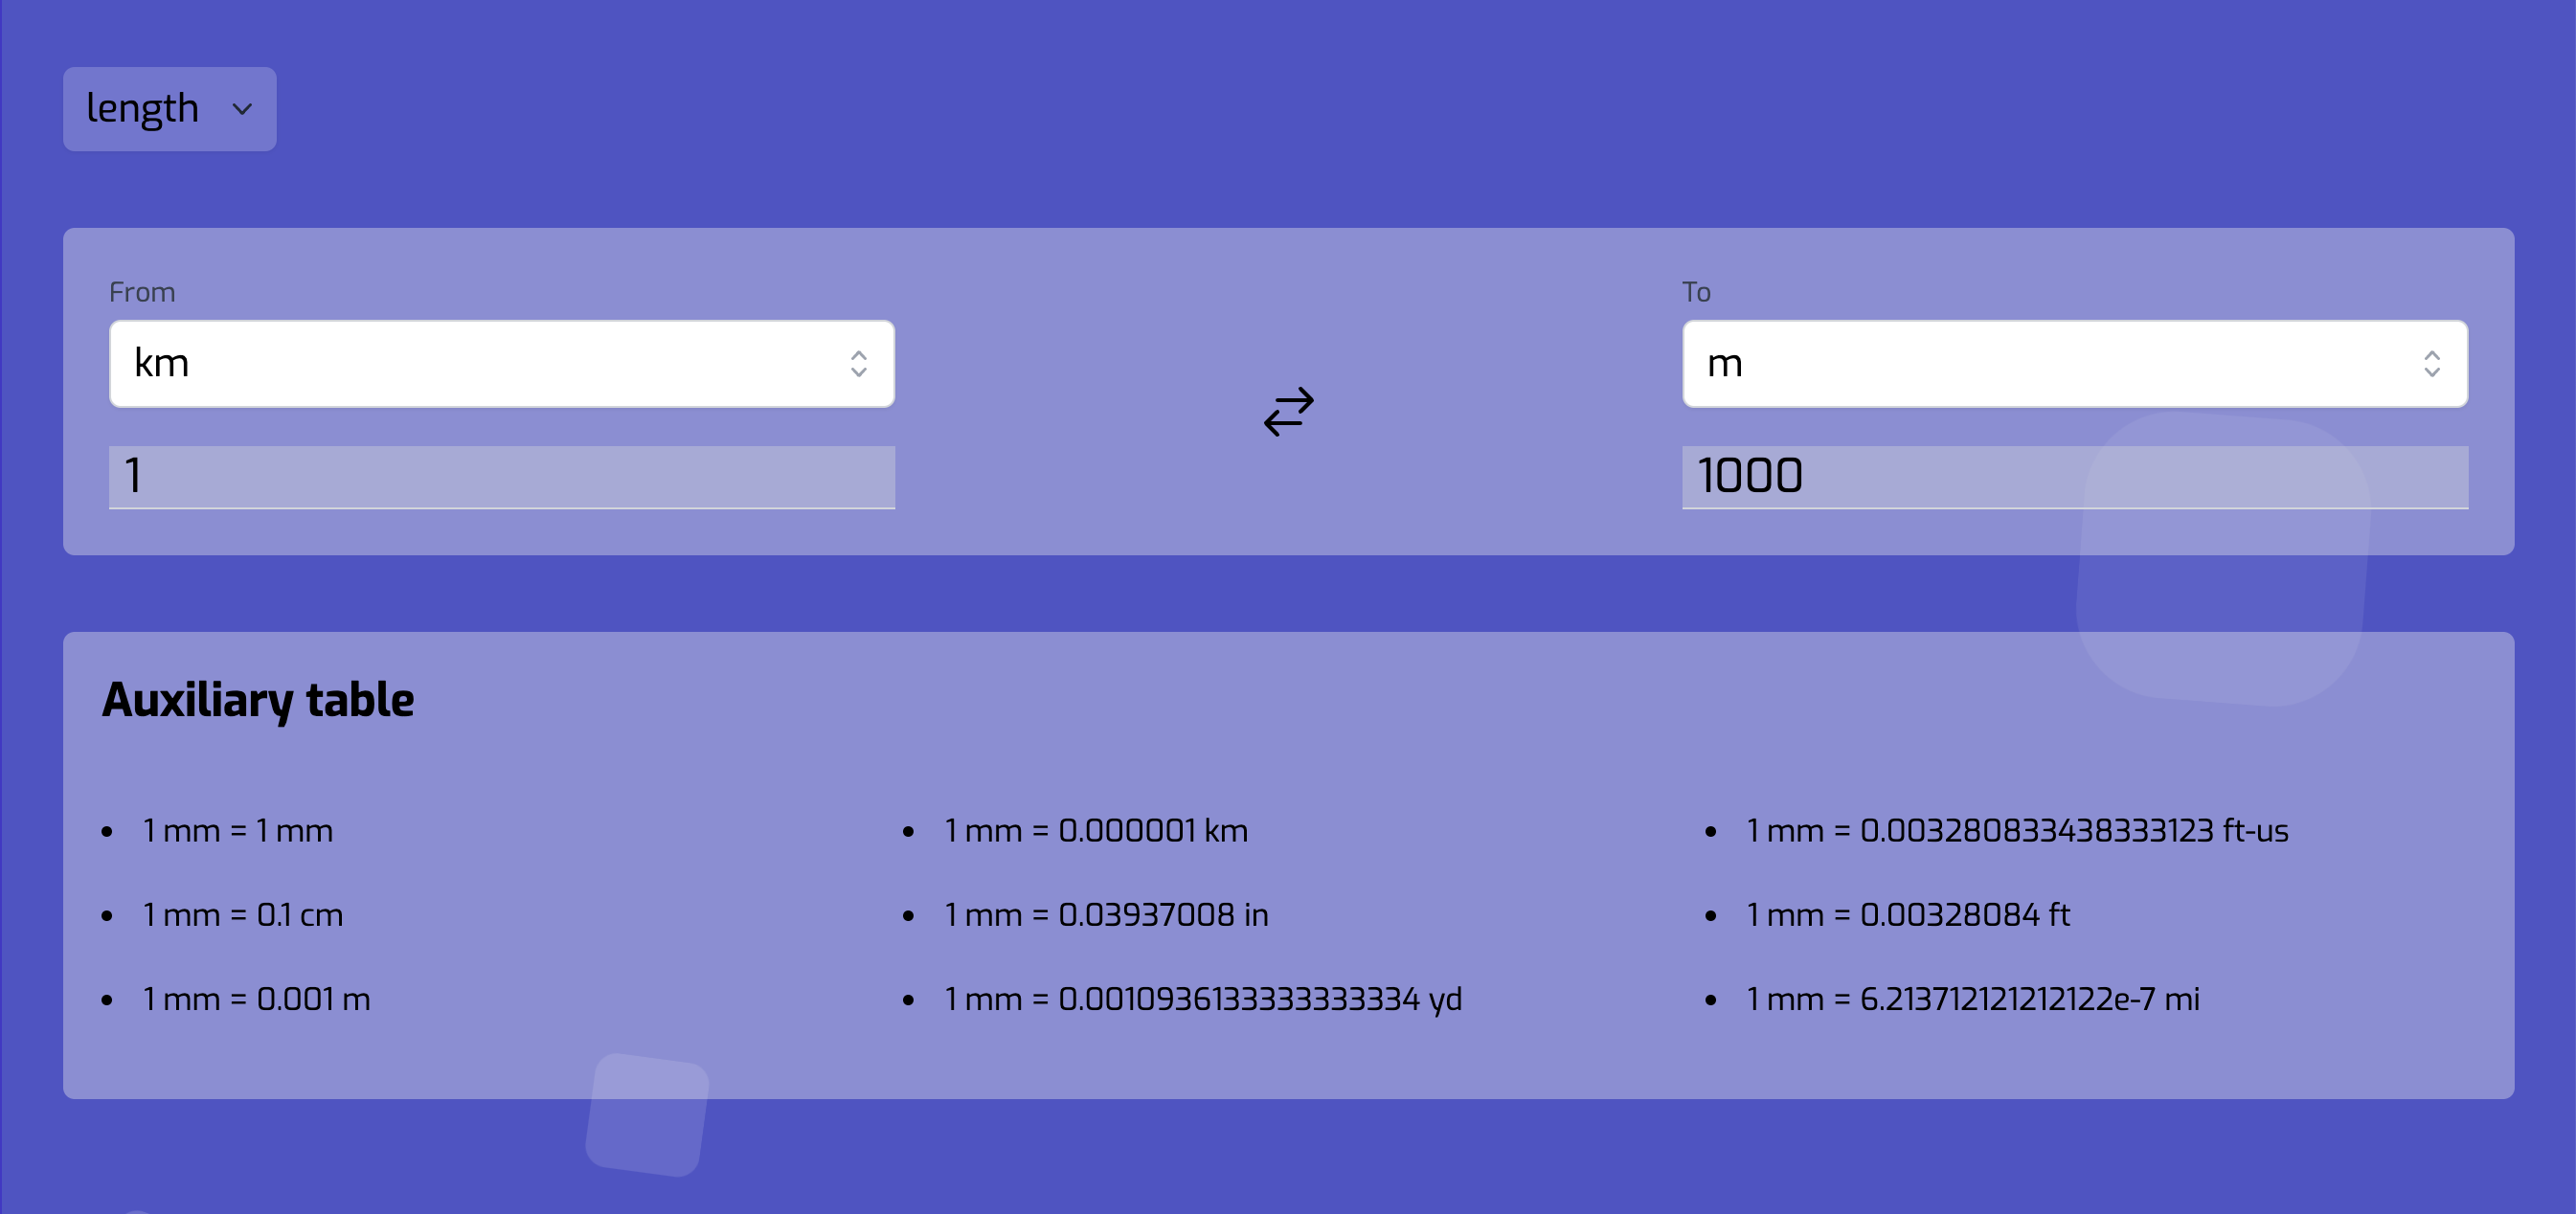 length
From
To
km
m
1
1000
Auxiliary table
1 mm = 1 mm
1 mm = 0.1 cm
1 mm = 0.001 m
1 mm = 0.000001 km
1 mm = 0.03937008 in
1 mm = 0.0010936133333333334 yd
1 mm = 0.003280833438333123 ft-us
1 mm = 0.00328084 ft
1 mm = 6.213712121212122e-7 mi